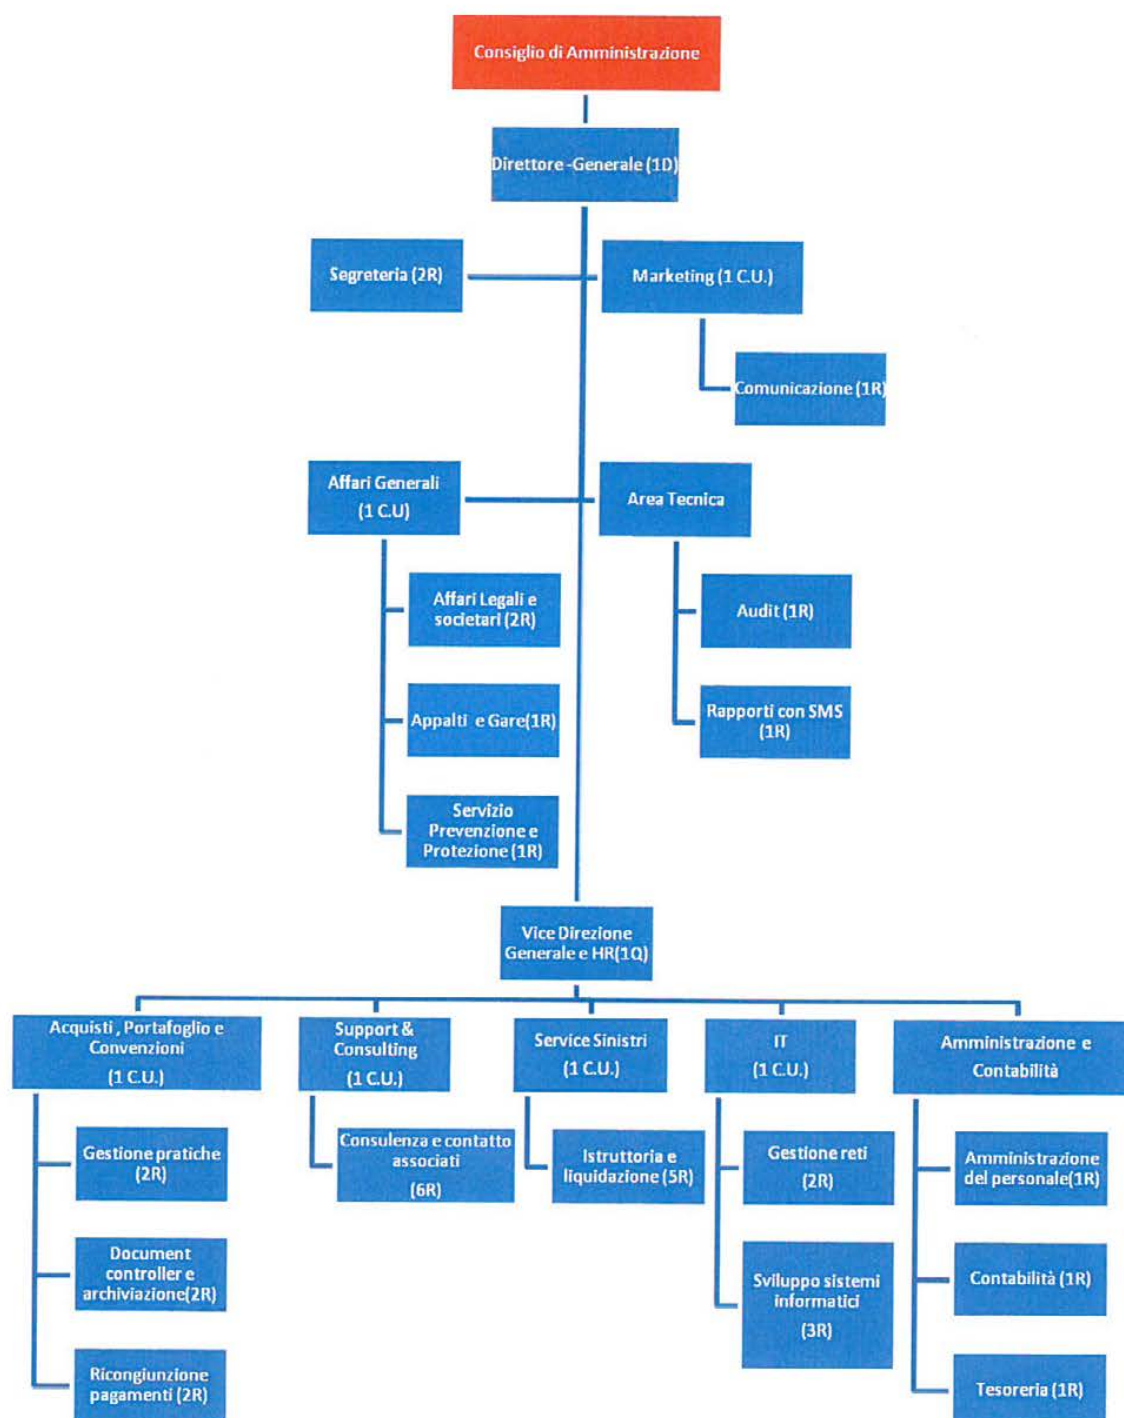 Consiglio di Amministrazione
Direttore -Generale (1D)
Segreteria (2R)
Marketing (1 C.U.)
Comunicazione (1R)
Affari Generali
(1 C.U)
Area Tecnica
Affari Legali e
societari (2R)
Audit (1R)
Appalti e Gare(1R)
Rapporti con SMS
(1R)
Servizio
Prevenzione e
Protezione (1R)
Vice Direzione
Generale e HR(1Q)
Acquisti , Portafoglio e
Convenzioni
(1 C.U.)
Support &
Consulting
(1 C.U.)
Service Sinistri
(1 C.U.)
IT
(1 C.U.)
Amministrazione e
Contabilità
Gestione pratiche
(2R)
Consulenza e contatto
associati
(6R)
Istruttoria e
liquidazione (5R)
Gestione reti
(2R)
Amministrazione
del personale(1R)
Document
controller e
archiviazione(2R)
Sviluppo sistemi
informatici
(3R)
Contabilità (1R)
Ricongiunzione
pagamenti (2R)
Tesoreria (1R)